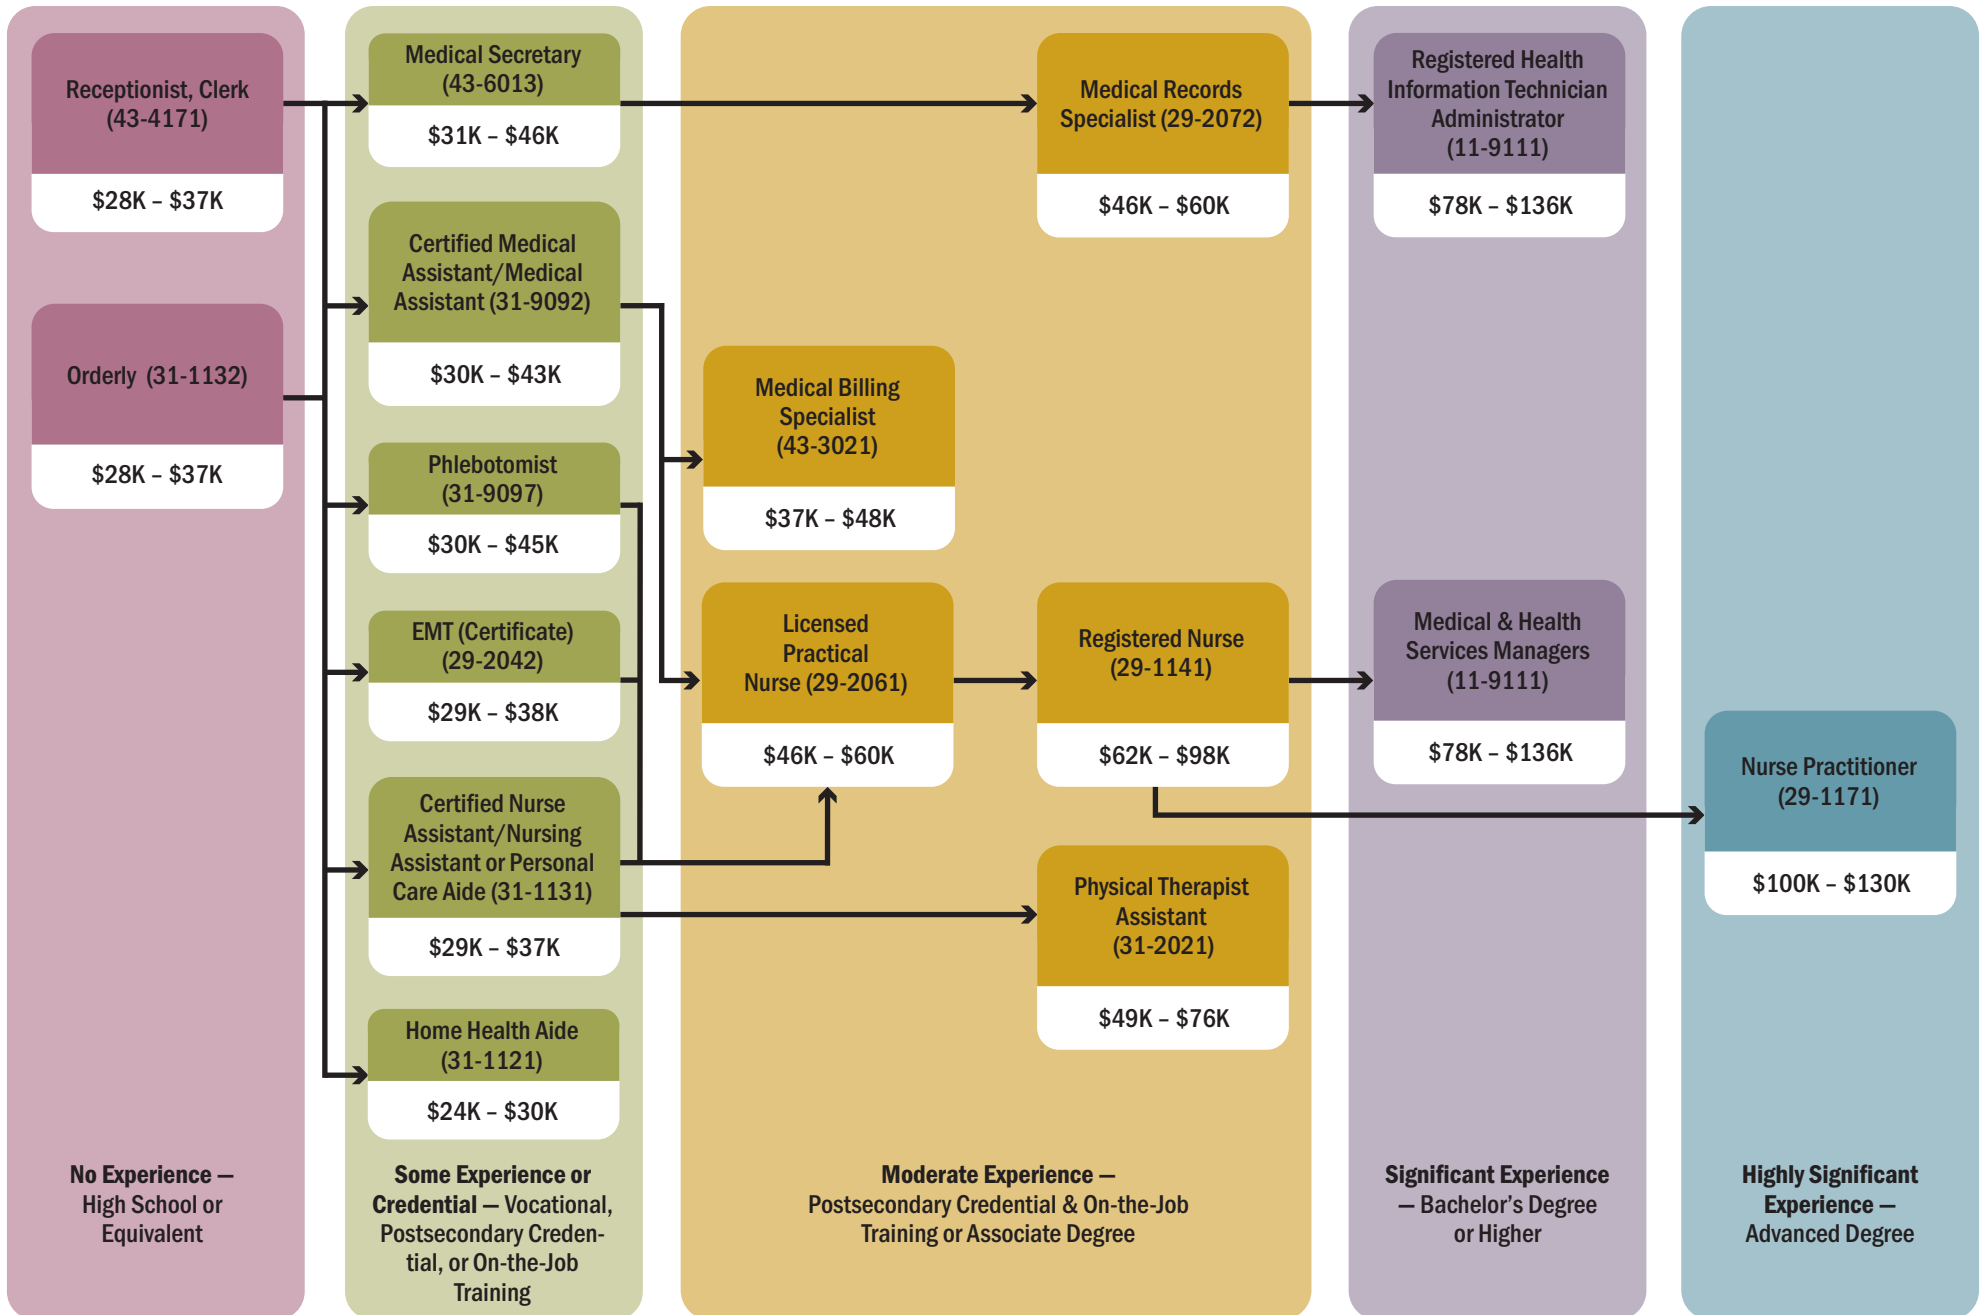 Receptionist, Clerk
(43-4171)
$28K – $37K
Orderly (31-1132)
$28K – $37K
No Experience —
High School or
Equivalent
Medical Secretary
(43-6013)
$31K – $46K
Certified Medical
Assistant/Medical
Assistant (31-9092)
$30K – $43K
Phlebotomist
(31-9097)
$30K – $45K
EMT (Certificate)
(29-2042)
$29K – $38K
Certified Nurse
Assistant/Nursing
Assistant or Personal
Care Aide (31-1131)
$29K – $37K
Home Health Aide
(31-1121)
$24K – $30K
Some Experience or
Credential — Vocational,
Postsecondary Creden-
tial, or On-the-Job
Training
Medical Billing
Specialist
(43-3021)
$37K – $48K
Licensed
Practical
Nurse (29-2061)
$46K – $60K
Medical Records
Specialist (29-2072)
$46K – $60K
Registered Nurse
(29-1141)
$62K – $98K
Physical Therapist
Assistant
(31-2021)
$49K – $76K
Moderate Experience —
Postsecondary Credential & On-the-Job
Training or Associate Degree
Registered Health
Information Technician
Administrator
(11-9111)
$78K – $136K
Medical & Health
Services Managers
(11-9111)
$78K – $136K
Significant Experience
— Bachelor’s Degree
or Higher
Nurse Practitioner
(29-1171)
$100K – $130K
Highly Significant
Experience —
Advanced Degree